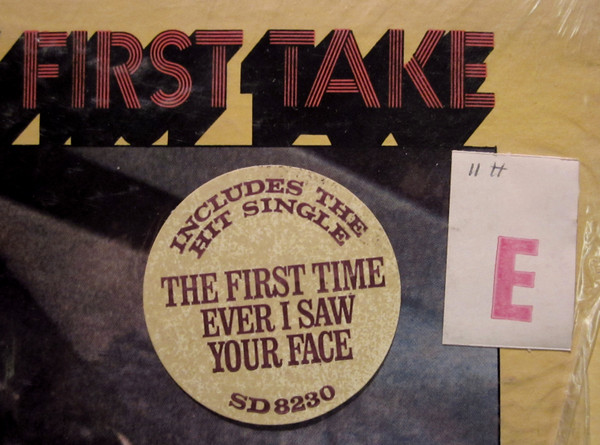 FIRST TAKE
INCLUDES THE
HIT SINGLE
THE FIRST TIME
EVER I SAW
YOUR FACE
SD 8230
E